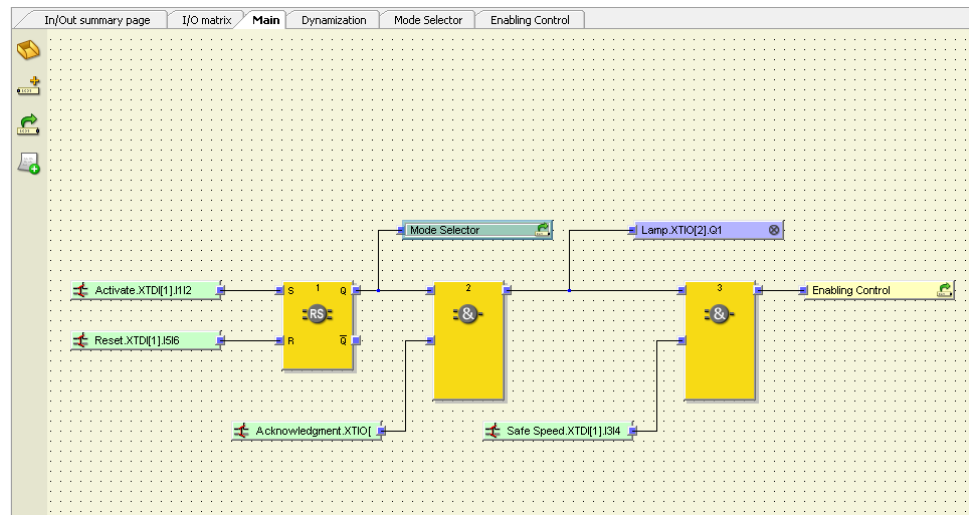 In/Out summary page
I/O matrix
Main
Dynamization
Mode Selector
Enabling Control
Mode Selector
Lamp.XTIO[2].Q1
Activate.XTDI[1].I1I2
S 1 Q
RS
2
&
3
&
Enabling Control
Reset.XTDI[1].I5I6
R Q
Acknowledgment.XTIO[
Safe Speed.XTDI[1].I3I4